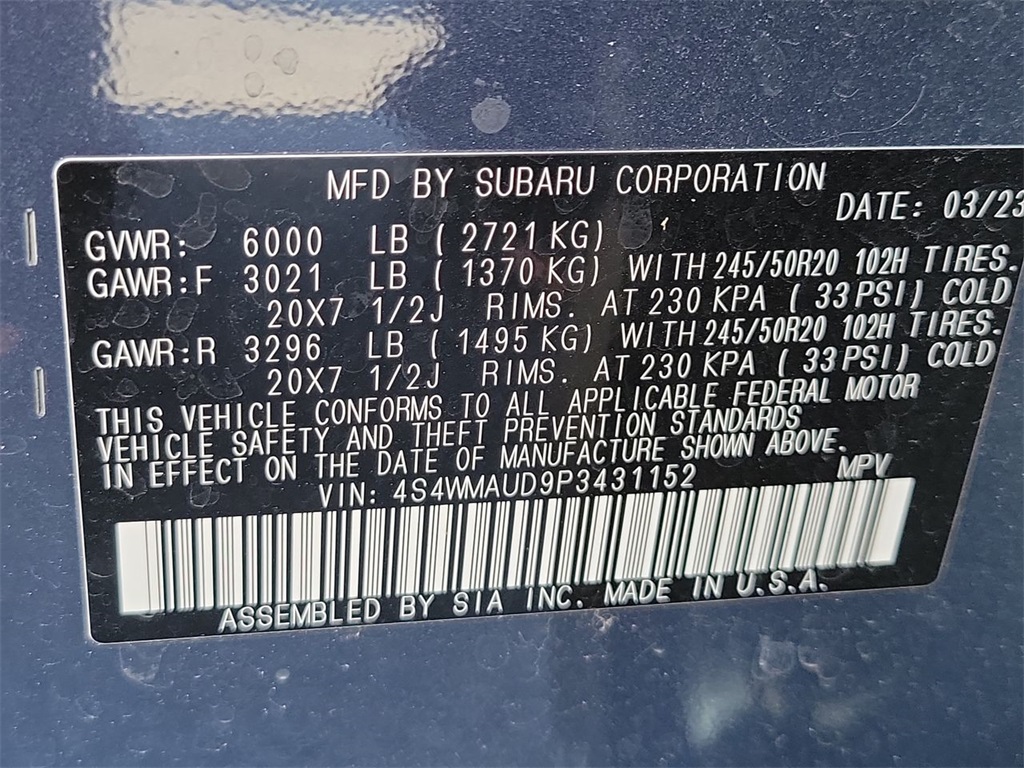 MFD BY SUBARU CORPORATION
DATE: 03/23
GVWR: 6000 LB ( 2721 KG)
GAWR:F 3021 LB ( 1370 KG) WITH 245/50R20 102H TIRES.
20X7 1/2J RIMS. AT 230 KPA ( 33 PSI) COLD
GAWR:R 3296 LB ( 1495 KG) WITH 245/50R20 102H TIRES.
20X7 1/2J RIMS. AT 230 KPA ( 33 PSI) COLD
THIS VEHICLE CONFORMS TO ALL APPLICABLE FEDERAL MOTOR
VEHICLE SAFETY AND THEFT PREVENTION STANDARDS
IN EFFECT ON THE DATE OF MANUFACTURE SHOWN ABOVE.
VIN: 4S4WMAUD9P3431152 MPV
ASSEMBLED BY SIA INC. MADE IN U.S.A.